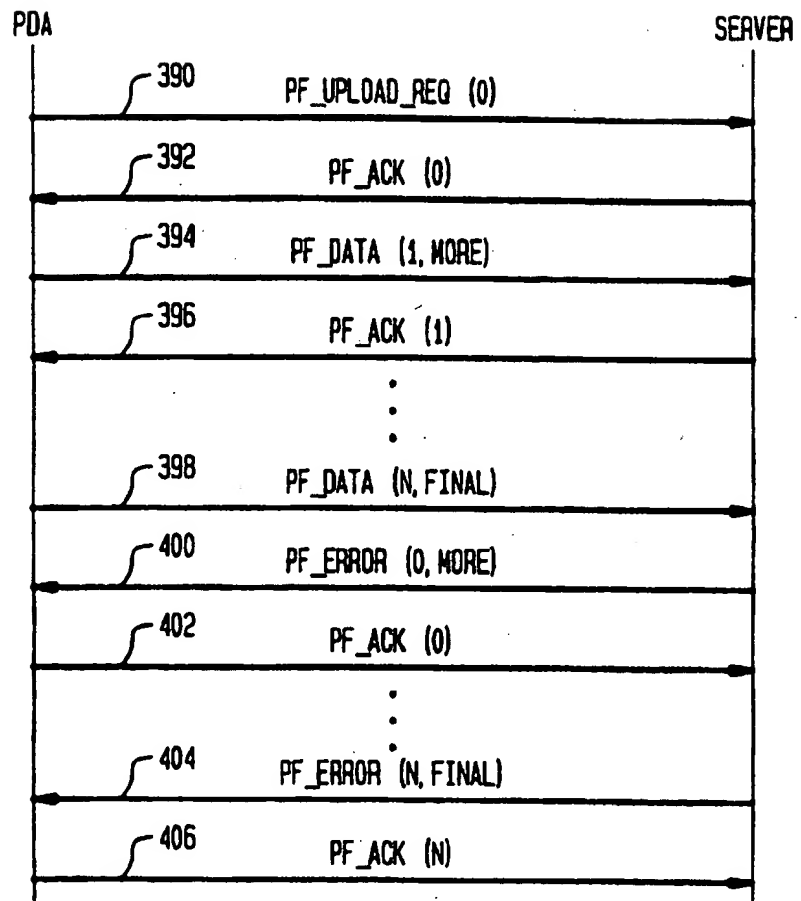 PDA
SERVER
390
PF_UPLOAD_REQ (0)
392
PF_ACK (0)
394
PF_DATA (1, MORE)
396
PF_ACK (1)
398
PF_DATA (N, FINAL)
400
PF_ERROR (0, MORE)
402
PF_ACK (0)
404
PF_ERROR (N, FINAL)
406
PF_ACK (N)